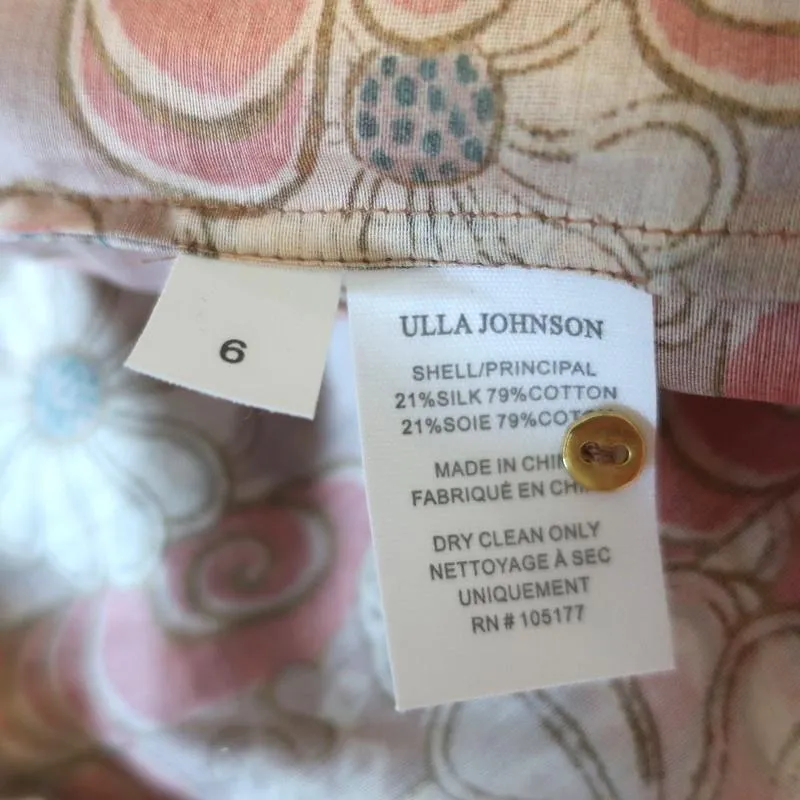 6
ULLA JOHNSON
SHELL/PRINCIPAL
21%SILK 79%COTTON
21%SOIE 79%
MADE IN
FABRIQUÉ EN
DRY CLEAN ONLY
NETTOYAGE À SEC
UNIQUEMENT
RN # 105177